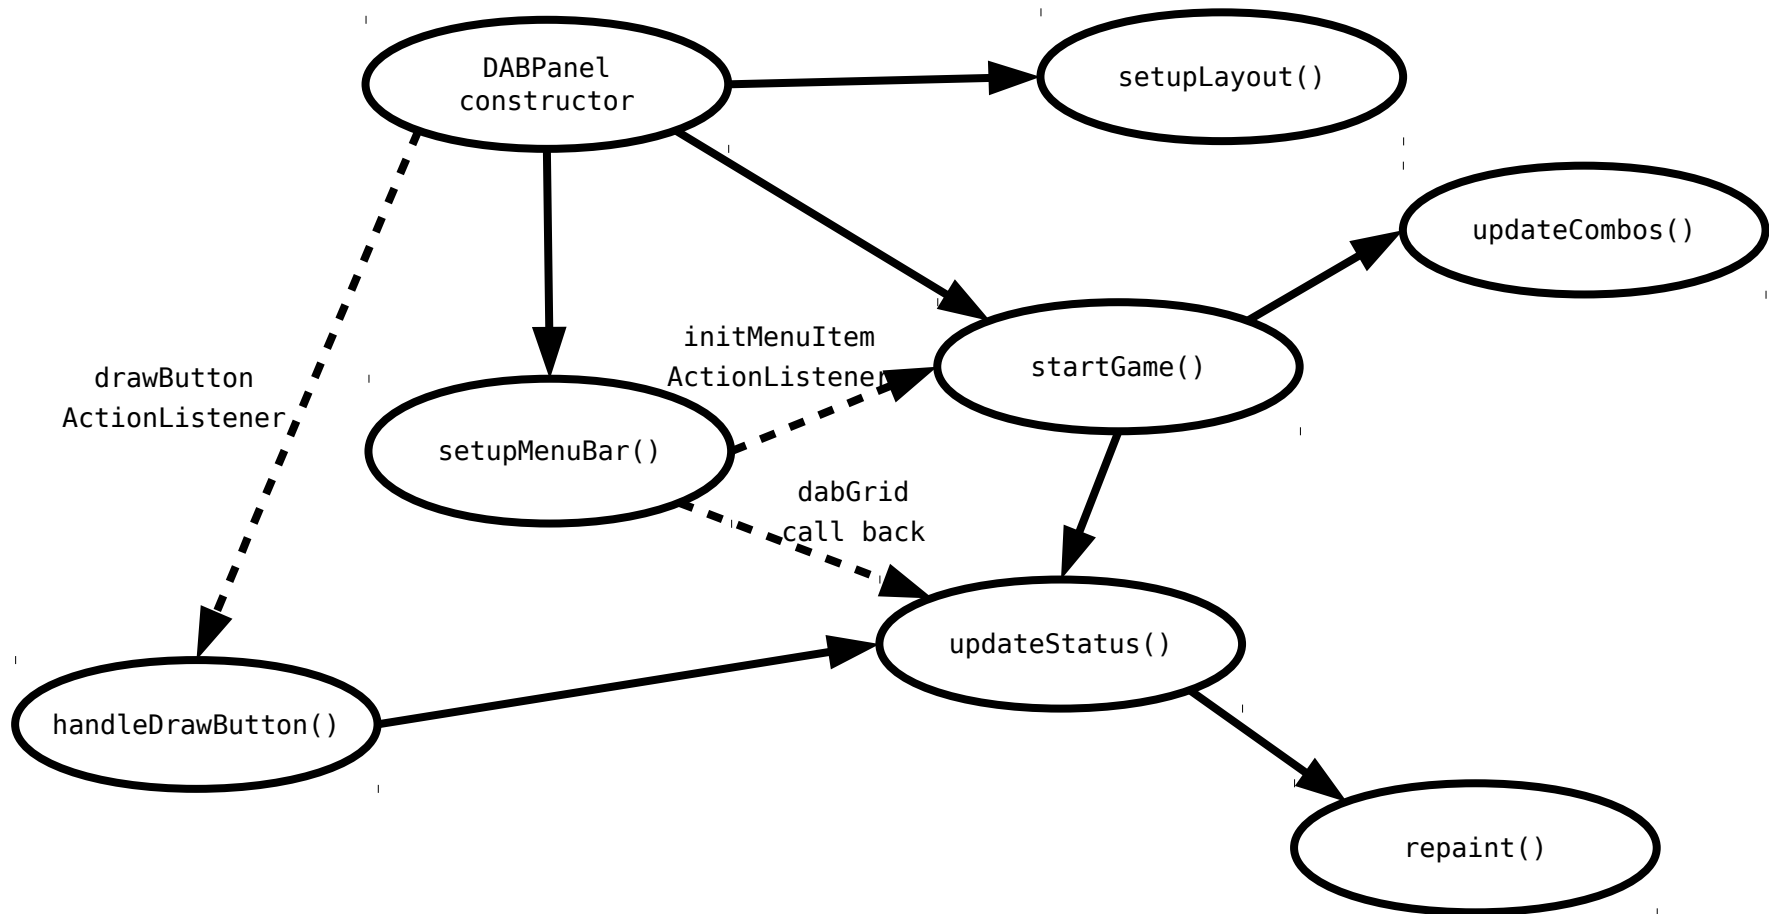 DABPanel
constructor
setupLayout()
updateCombos()
initMenuItem
ActionListener
startGame()
drawButton
ActionListener
setupMenuBar()
dabGrid
call back
updateStatus()
handleDrawButton()
repaint()